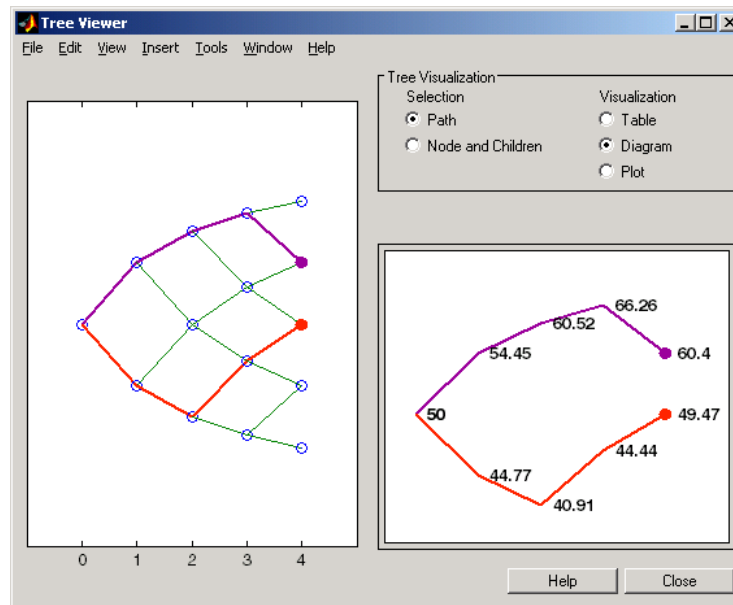 Tree Viewer
File Edit View Insert Tools Window Help
Tree Visualization
Selection
Path
Node and Children
Visualization
Table
Diagram
Plot
0 1 2 3 4
66.26
60.52
54.45
60.4
50
49.47
44.44
44.77
40.91
Help Close